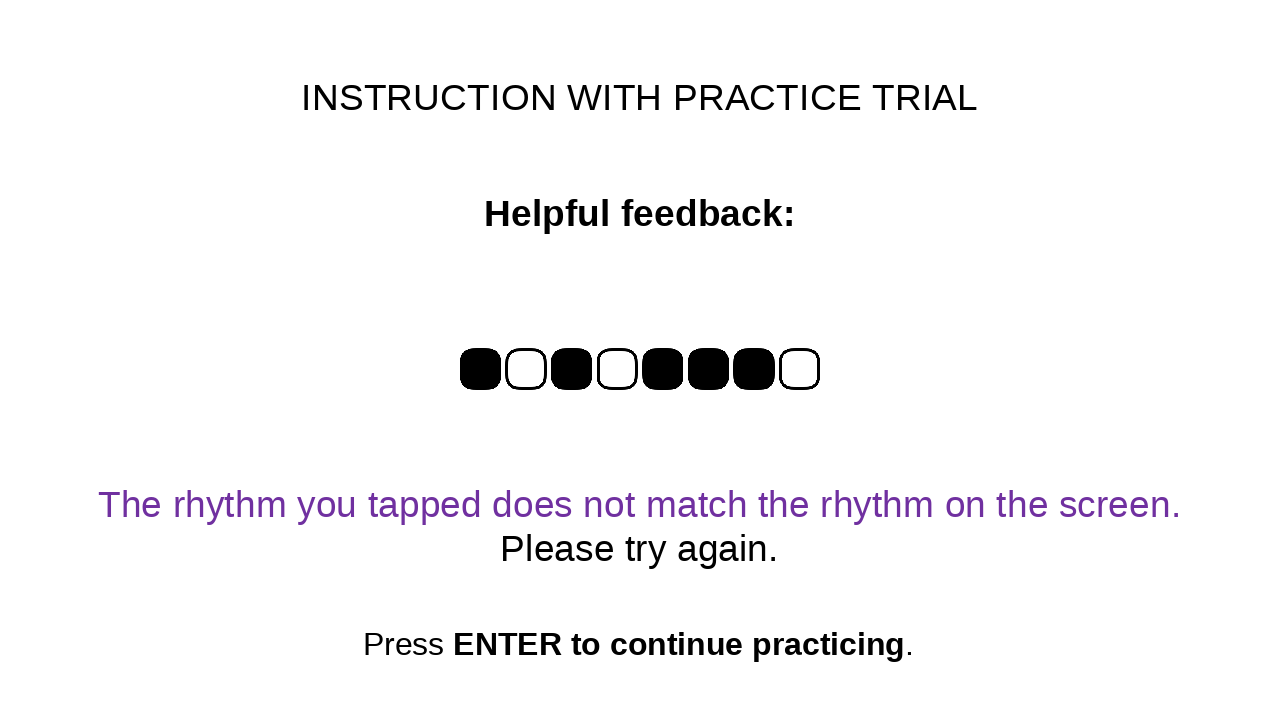 INSTRUCTION WITH PRACTICE TRIAL
Helpful feedback:
The rhythm you tapped does not match the rhythm on the screen.
Please try again.
Press ENTER to continue practicing.